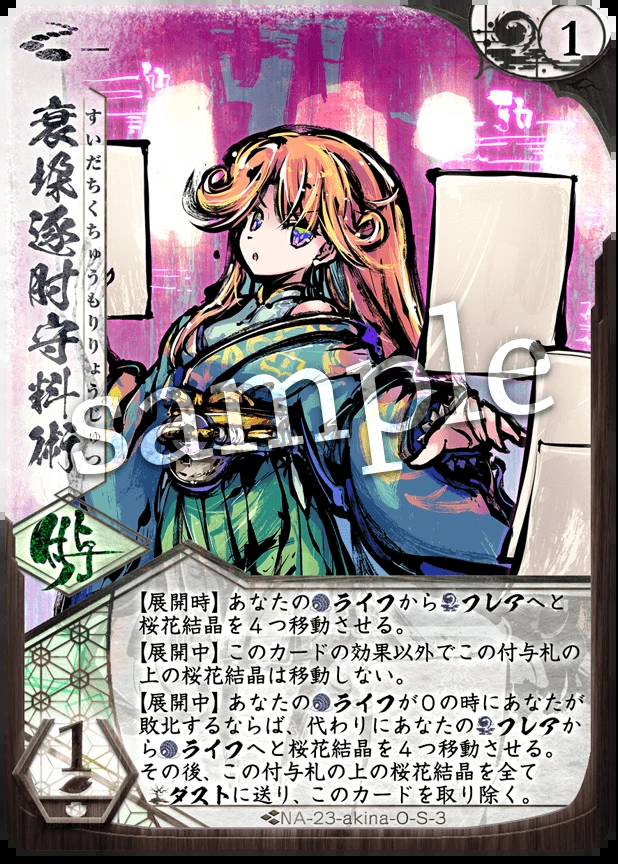 1
衰垜逐肘守料術
すいだちくちゅうもりりょうじゅつ
sample
付与
【展開時】あなたのライフからフレアへと
桜花結晶を４つ移動させる。
【展開中】このカードの効果以外でこの付与札の
上の桜花結晶は移動しない。
【展開中】あなたのライフが０の時にあなたが
敗北するならば、代わりにあなたのフレアか
らライフへと桜花結晶を４つ移動させる。
その後、この付与札の上の桜花結晶を全て
ダストに送り、このカードを取り除く。
1
NA-23-akina-O-S-3